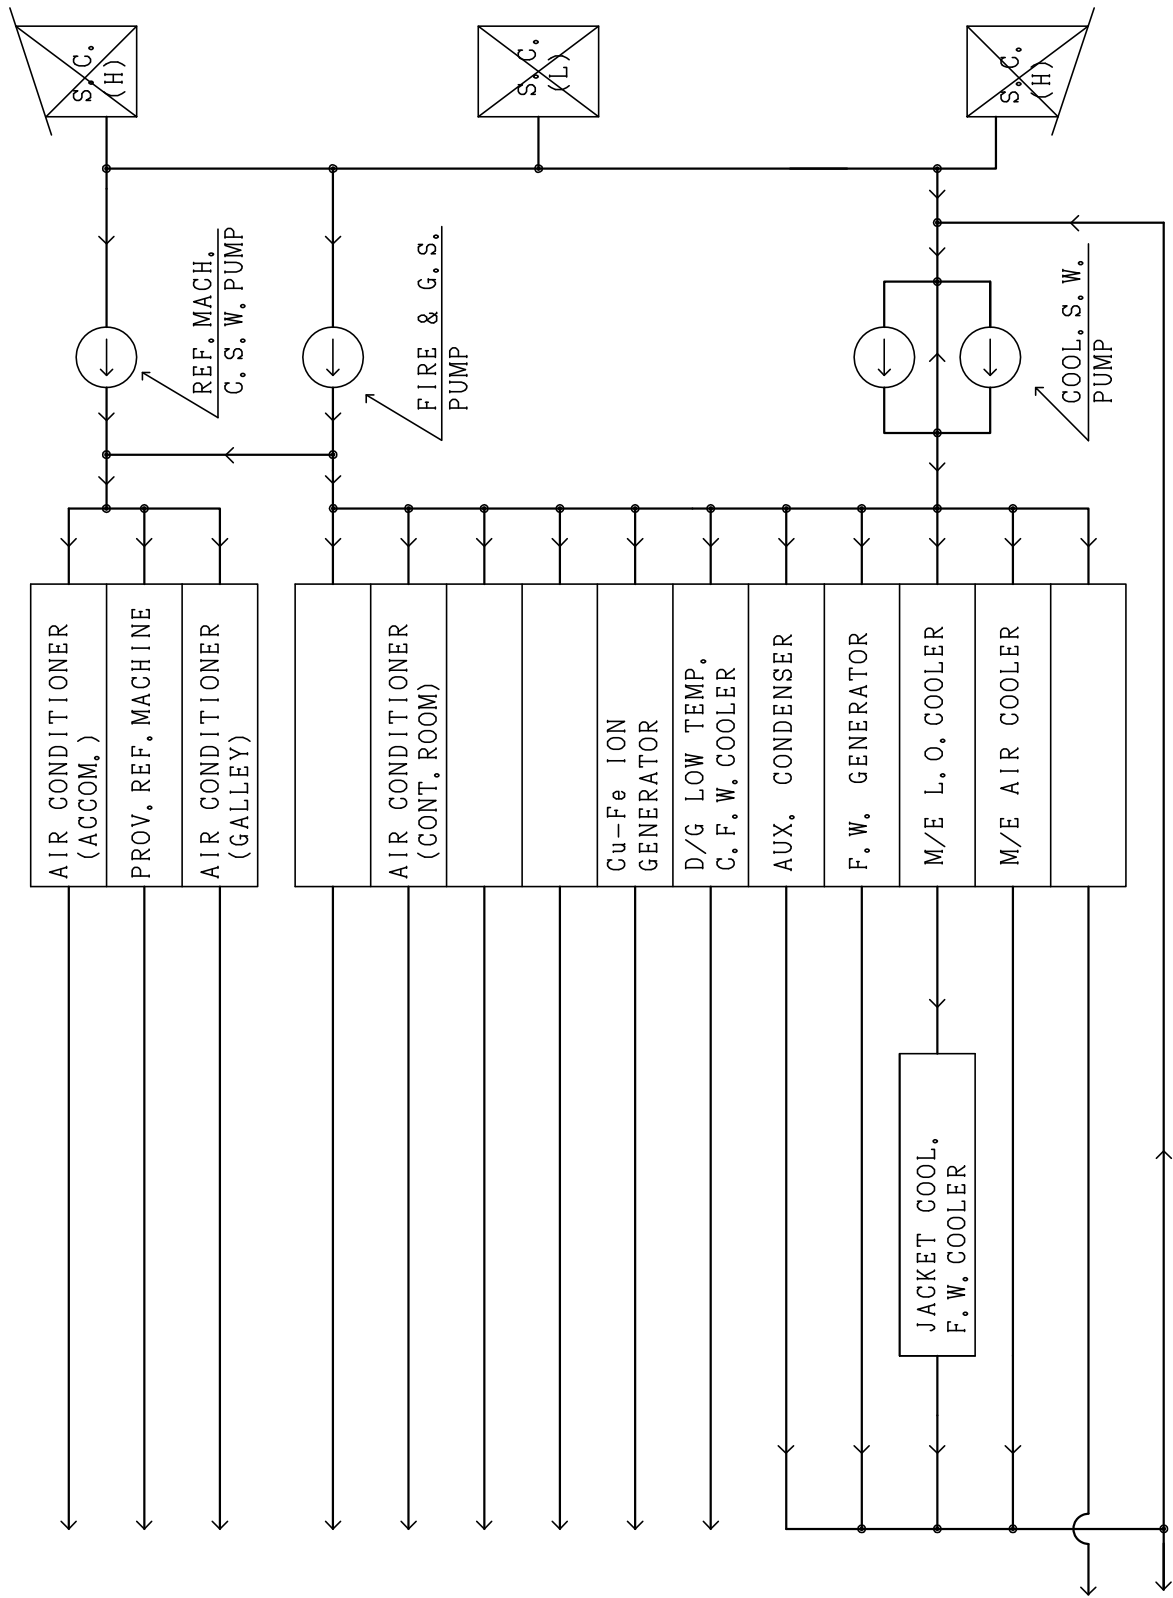 S.C.
(H)
S.C.
(L)
S.C.
(H)
REF.MACH.
C.S.W.PUMP
FIRE & G.S.
PUMP
COOL.S.W.
PUMP
AIR CONDITIONER
(ACCOM.)
PROV.REF.MACHINE
AIR CONDITIONER
(GALLEY)
AIR CONDITIONER
(CONT.ROOM)
Cu-Fe ION
GENERATOR
D/G LOW TEMP.
C.F.W.COOLER
AUX. CONDENSER
F.W. GENERATOR
M/E L.O.COOLER
M/E AIR COOLER
JACKET COOL.
F.W.COOLER